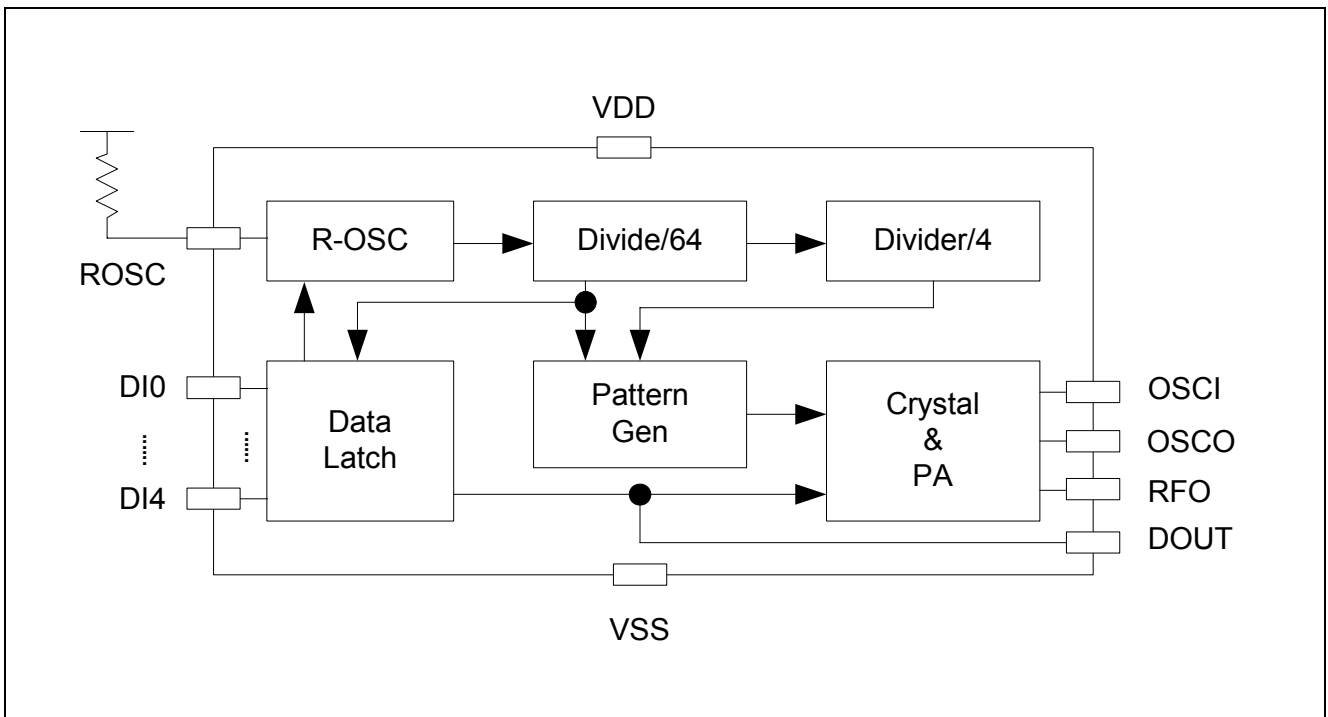 VDD
R-OSC
Divide/64
Divider/4
ROSC
DI0
DI4
Data
Latch
Pattern
Gen
Crystal
&
PA
OSCI
OSCO
RFO
DOUT
VSS